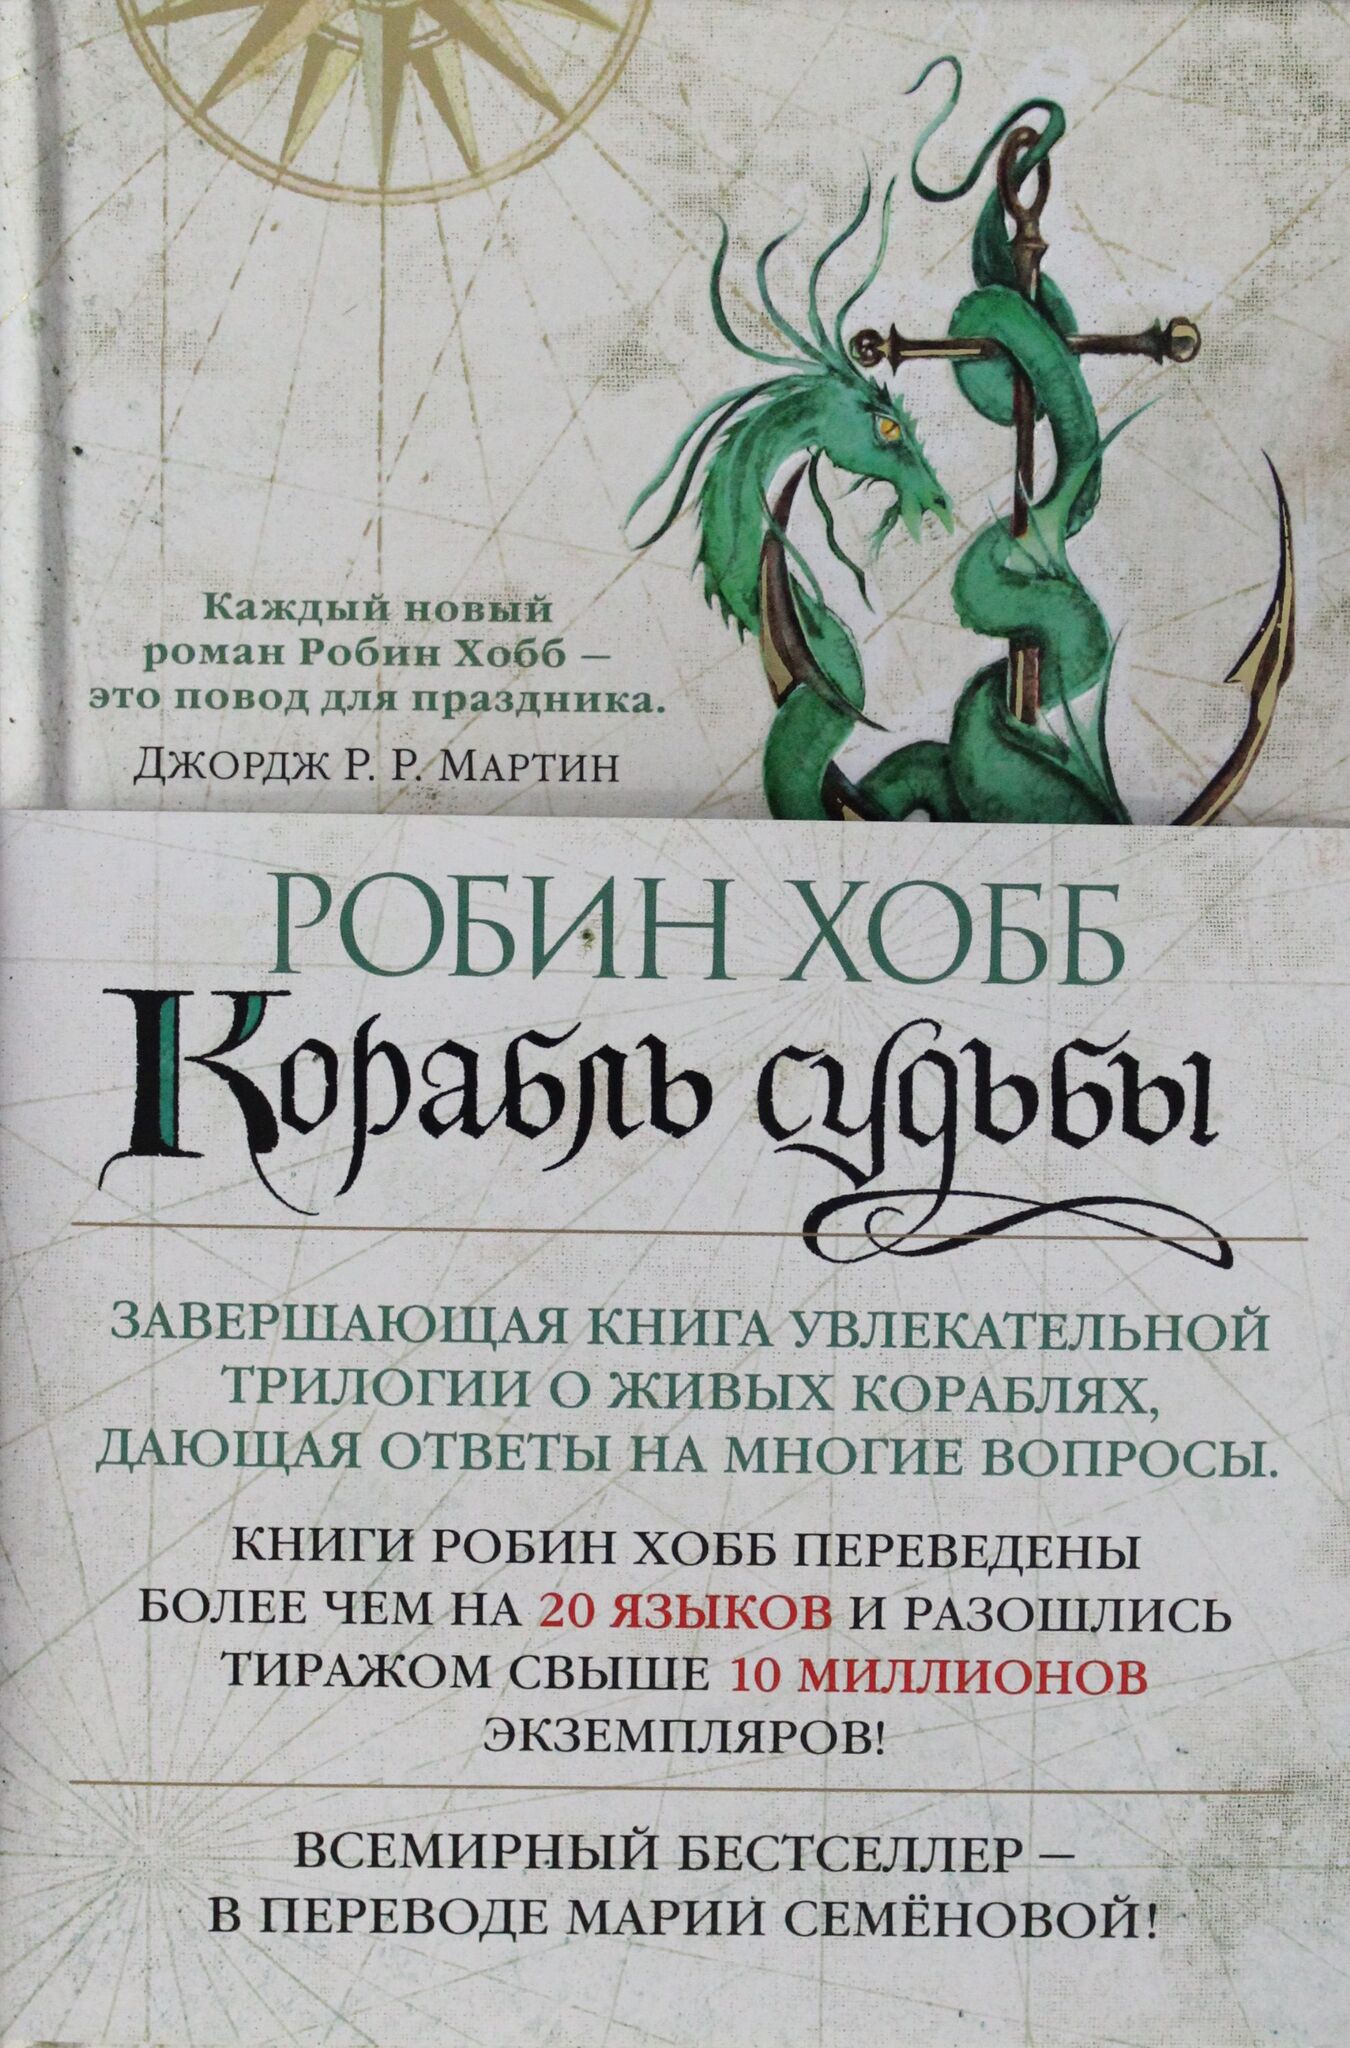 Каждый новый
роман Робин Хобб —
это повод для праздника.
Джордж Р. Р. Мартин
РОБИН ХОББ
Корабль судьбы
ЗАВЕРШАЮЩАЯ КНИГА УВЛЕКАТЕЛЬНОЙ
ТРИЛОГИИ О ЖИВЫХ КОРАБЛЯХ,
ДАЮЩАЯ ОТВЕТЫ НА МНОГИЕ ВОПРОСЫ.
КНИГИ РОБИН ХОББ ПЕРЕВЕДЕНЫ
БОЛЕЕ ЧЕМ НА 20 ЯЗЫКОВ И РАЗОШЛИСЬ
ТИРАЖОМ СВЫШЕ 10 МИЛЛИОНОВ
ЭКЗЕМПЛЯРОВ!
ВСЕМИРНЫЙ БЕСТСЕЛЛЕР —
В ПЕРЕВОДЕ МАРИИ СЕМЁНОВОЙ!